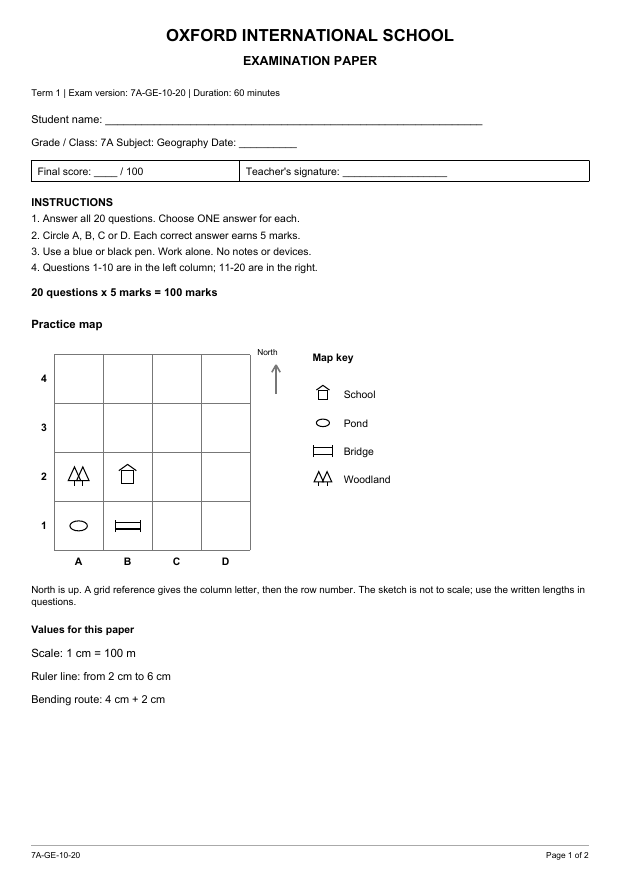 OXFORD INTERNATIONAL SCHOOL
EXAMINATION PAPER
Term 1 | Exam version: 7A-GE-10-20 | Duration: 60 minutes
Student name: _______________________________________________________________
Grade / Class: 7A Subject: Geography Date: __________
Final score: ____ / 100
Teacher's signature: __________________
INSTRUCTIONS
1. Answer all 20 questions. Choose ONE answer for each.
2. Circle A, B, C or D. Each correct answer earns 5 marks.
3. Use a blue or black pen. Work alone. No notes or devices.
4. Questions 1-10 are in the left column; 11-20 are in the right.
20 questions x 5 marks = 100 marks
Practice map
North
4
3
2
1
A B C D
Map key
School
Pond
Bridge
Woodland
North is up. A grid reference gives the column letter, then the row number. The sketch is not to scale; use the written lengths in
questions.
Values for this paper
Scale: 1 cm = 100 m
Ruler line: from 2 cm to 6 cm
Bending route: 4 cm + 2 cm
7A-GE-10-20
Page 1 of 2